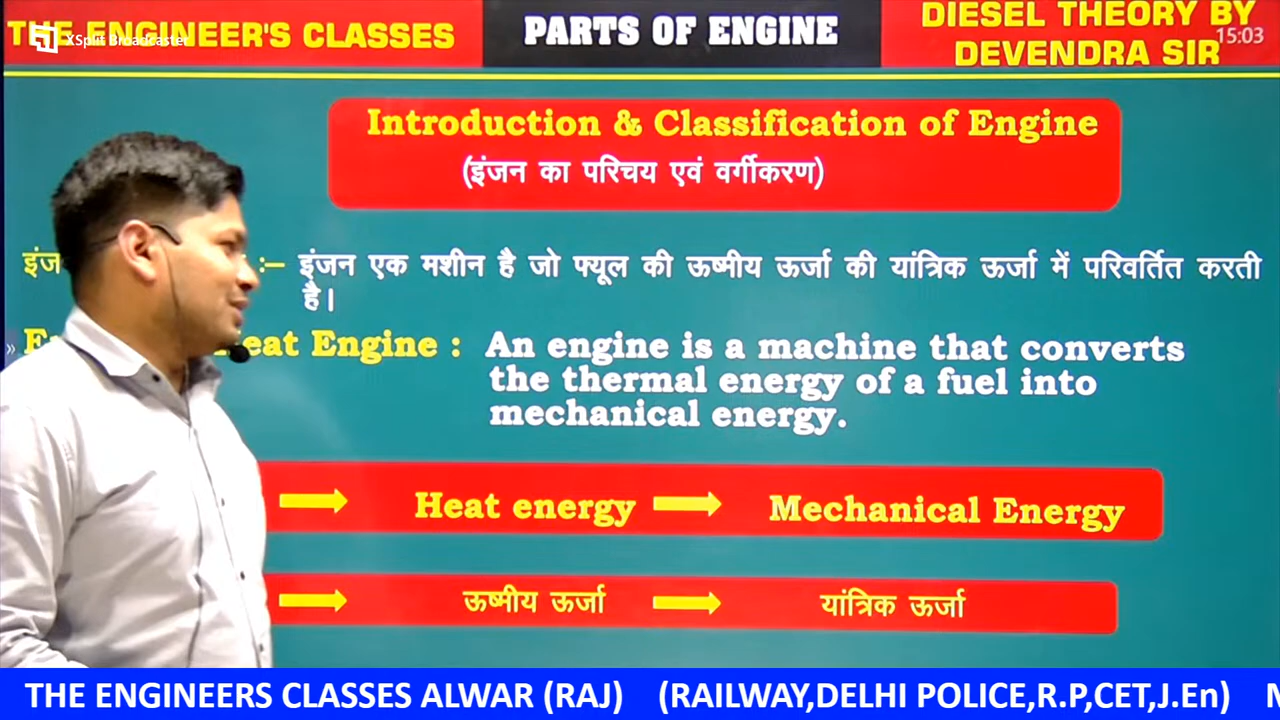 THE ENGINEER'S CLASSES
XSplit Broadcaster
PARTS OF ENGINE
DIESEL THEORY BY
DEVENDRA SIR
15:03
Introduction & Classification of Engine
(इंजन का परिचय एवं वर्गीकरण)
:– इंजन एक मशीन है जो फ्यूल की ऊष्मीय ऊर्जा की यांत्रिक ऊर्जा में परिवर्तित करती
है।
Engine : An engine is a machine that converts
the thermal energy of a fuel into
mechanical energy.
Heat energy
Mechanical Energy
ऊष्मीय ऊर्जा
यांत्रिक ऊर्जा
THE ENGINEERS CLASSES ALWAR (RAJ) (RAILWAY,DELHI POLICE,R.P,CET,J.En)